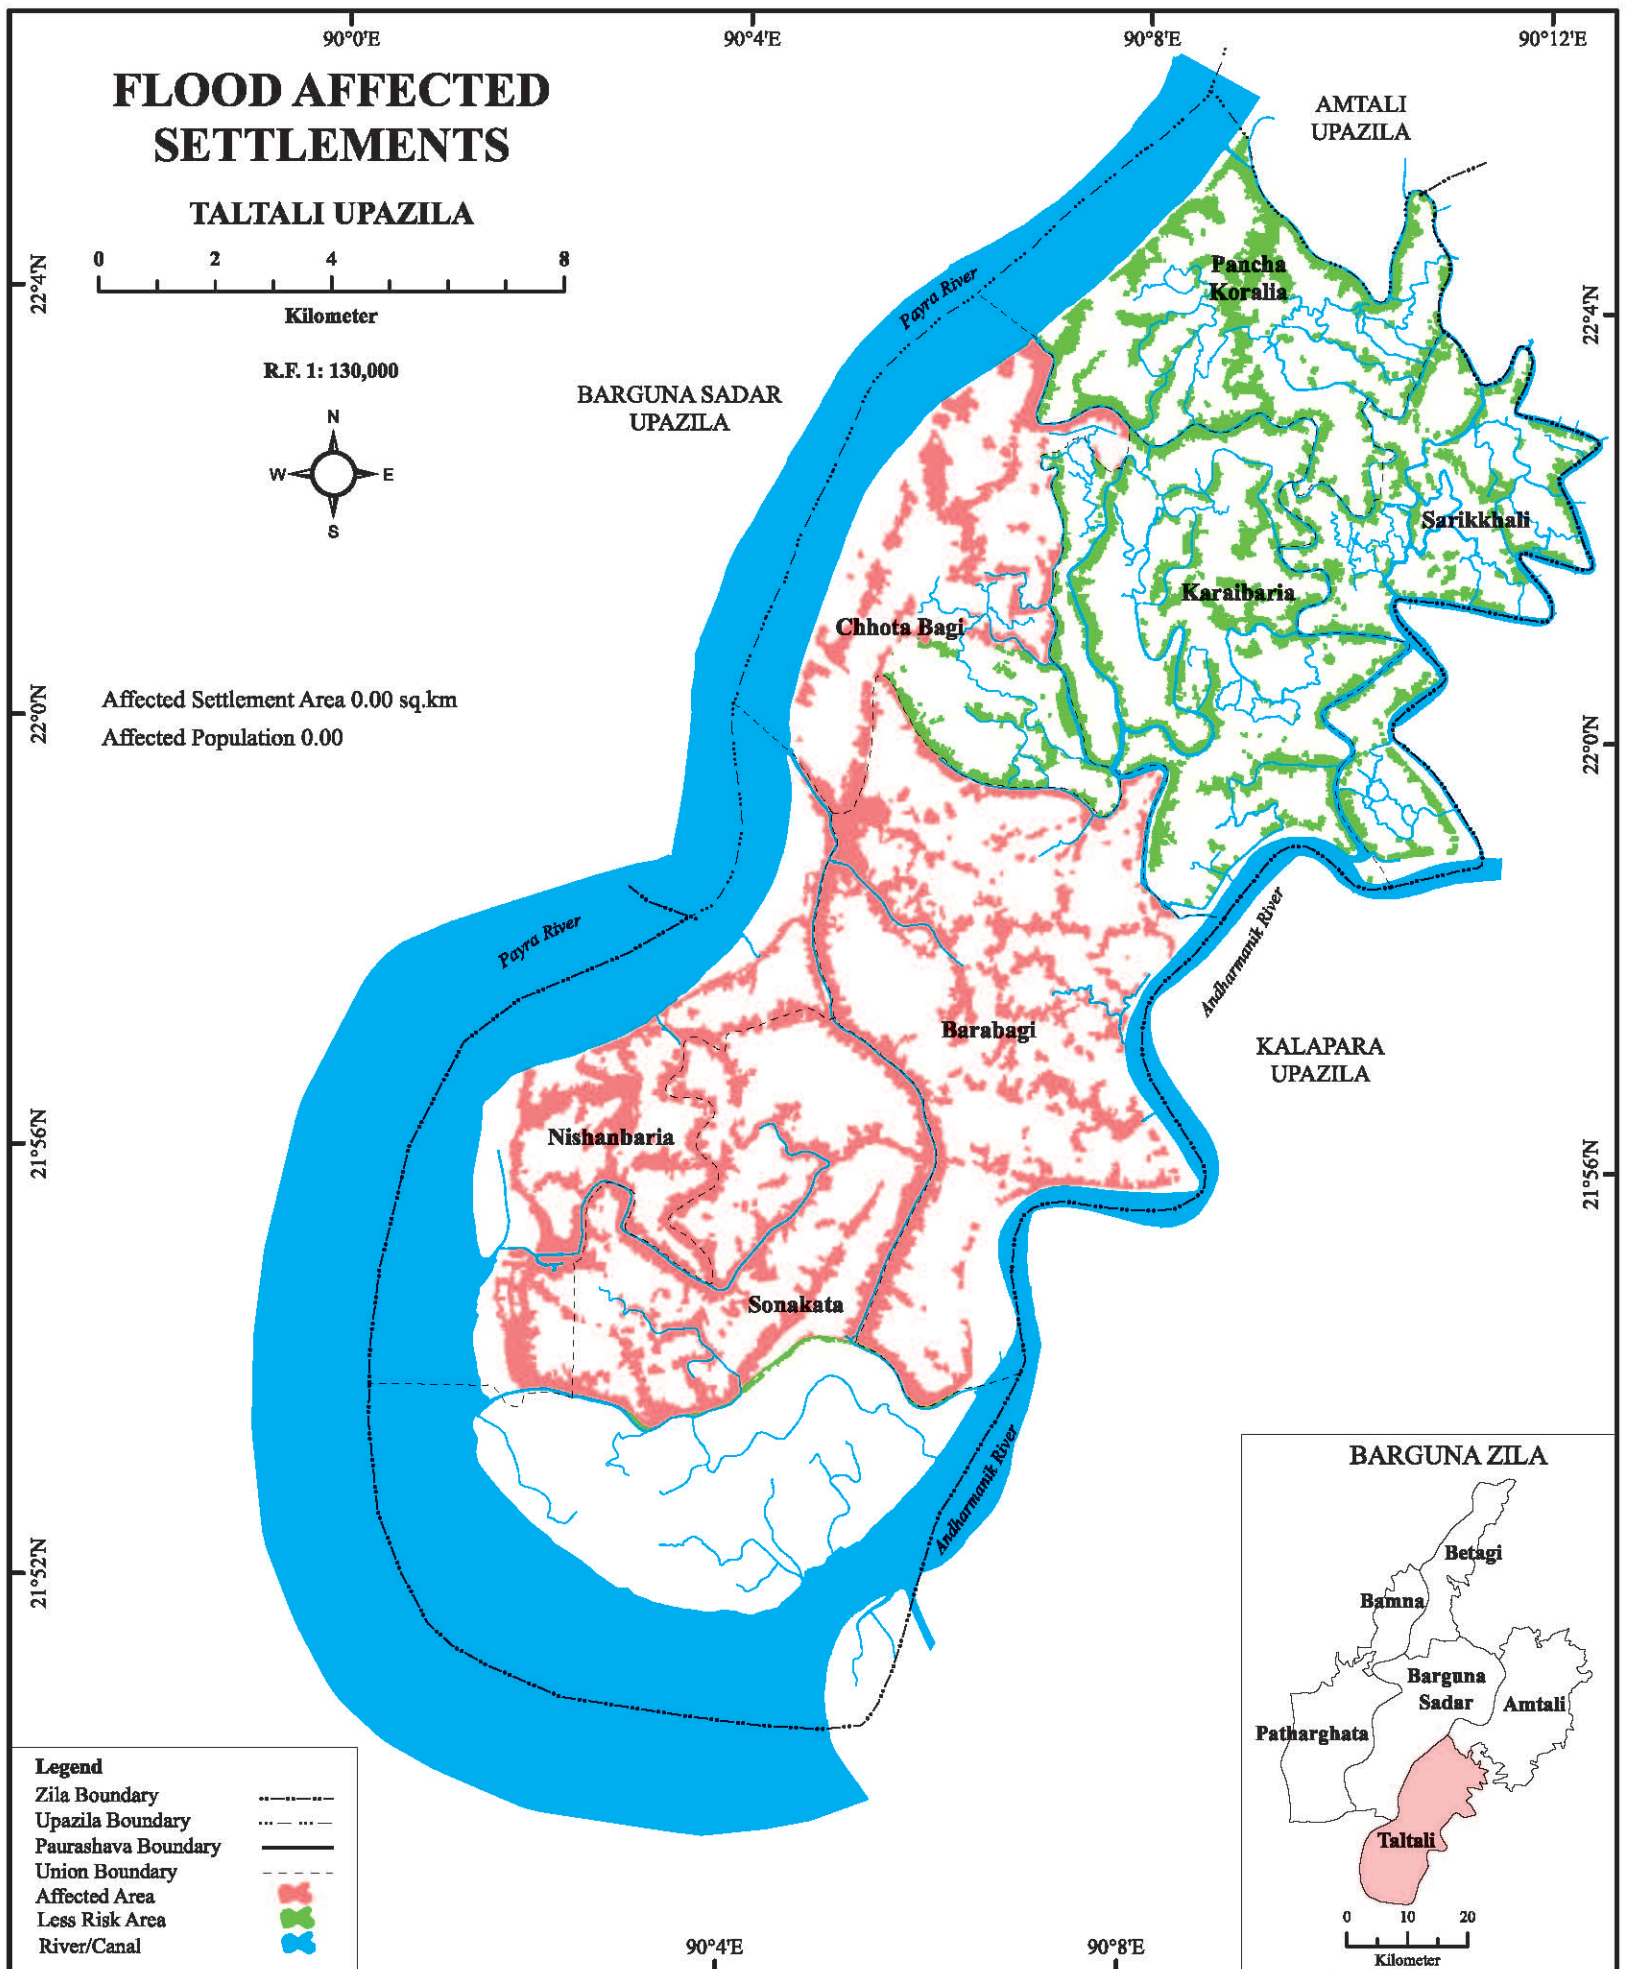 90°0'E
90°4'E
90°8'E
90°12'E
FLOOD AFFECTED
SETTLEMENTS
TALTALI UPAZILA
0 2 4 8
Kilometer
R.F. 1: 130,000
N
W E
S
AMTALI
UPAZILA
22°4'N
22°4'N
Pancha
Koralia
Payra River
BARGUNA SADAR
UPAZILA
Sarikkhali
Karaibaria
Chhota Bagi
Affected Settlement Area 0.00 sq.km
Affected Population 0.00
22°0'N
22°0'N
Payra River
Andharmanik River
Barabagi
KALAPARA
UPAZILA
Nishanbaria
21°56'N
21°56'N
Sonakata
Andharmanik River
21°52'N
BARGUNA ZILA
Betagi
Bamna
Barguna
Sadar
Amtali
Patharghata
Taltali
0 10 20
Kilometer
Legend
Zila Boundary
Upazila Boundary
Paurashava Boundary
Union Boundary
Affected Area
Less Risk Area
River/Canal
90°4'E
90°8'E